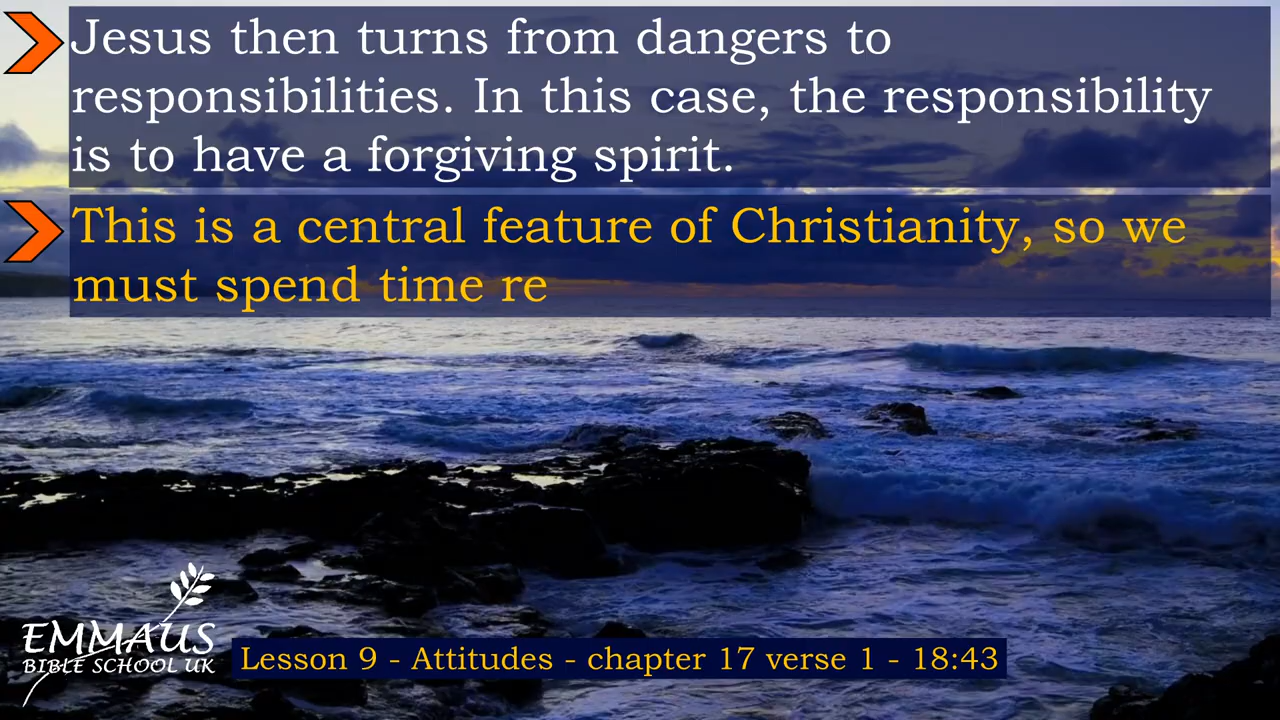 Jesus then turns from dangers to
responsibilities. In this case, the responsibility
is to have a forgiving spirit.
This is a central feature of Christianity, so we
must spend time re
EMMAUS
BIBLE SCHOOL UK
Lesson 9 - Attitudes - chapter 17 verse 1 - 18:43